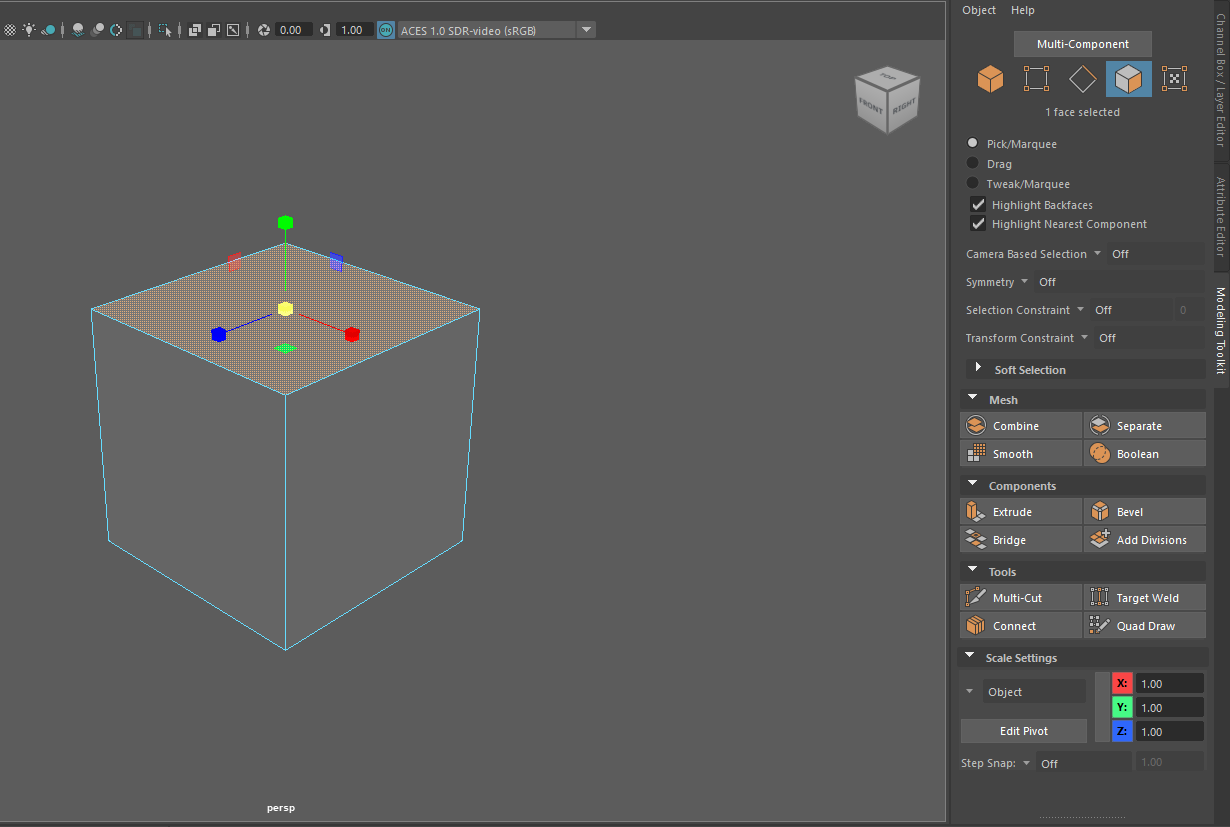 Object Help
0.00 1.00 ON ACES 1.0 SDR-video (sRGB)
TOP
FRONT RIGHT
persp
Multi-Component
1 face selected
Pick/Marquee
Drag
Tweak/Marquee
Highlight Backfaces
Highlight Nearest Component
Camera Based Selection Off
Symmetry Off
Selection Constraint Off 0
Transform Constraint Off
Soft Selection
Mesh
Combine Separate
Smooth Boolean
Components
Extrude Bevel
Bridge Add Divisions
Tools
Multi-Cut Target Weld
Connect Quad Draw
Scale Settings
X: 1.00
Object
Y: 1.00
Edit Pivot Z: 1.00
Step Snap: Off 1.00
Channel Box / Layer Editor
Attribute Editor
Modeling Toolkit